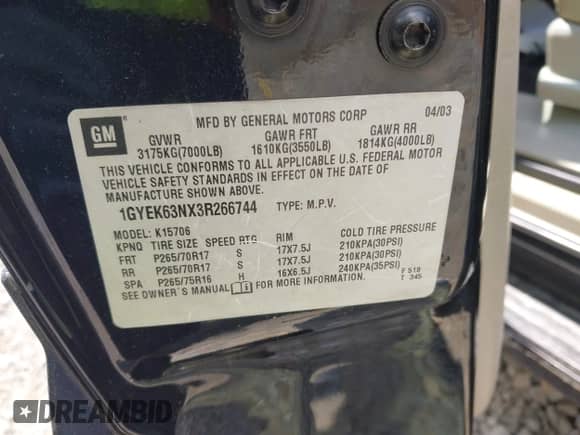 GM
MFD BY GENERAL MOTORS CORP 04/03
GVWR GAWR FRT GAWR RR
3175KG(7000LB) 1610KG(3550LB) 1814KG(4000LB)
THIS VEHICLE CONFORMS TO ALL APPLICABLE U.S. FEDERAL MOTOR
VEHICLE SAFETY STANDARDS IN EFFECT ON THE DATE OF
MANUFACTURE SHOWN ABOVE.
1GYEK63NX3R266744 TYPE: M.P.V.
MODEL: K15706
KPNO TIRE SIZE SPEED RTG RIM COLD TIRE PRESSURE
FRT P265/70R17 S 17X7.5J 210KPA(30PSI)
RR P265/70R17 S 17X7.5J 210KPA(30PSI)
SPA P265/75R16 H 16X6.5J 240KPA(35PSI)
SEE OWNER'S MANUAL FOR MORE INFORMATION.
F 518
T 345
DREAMBID